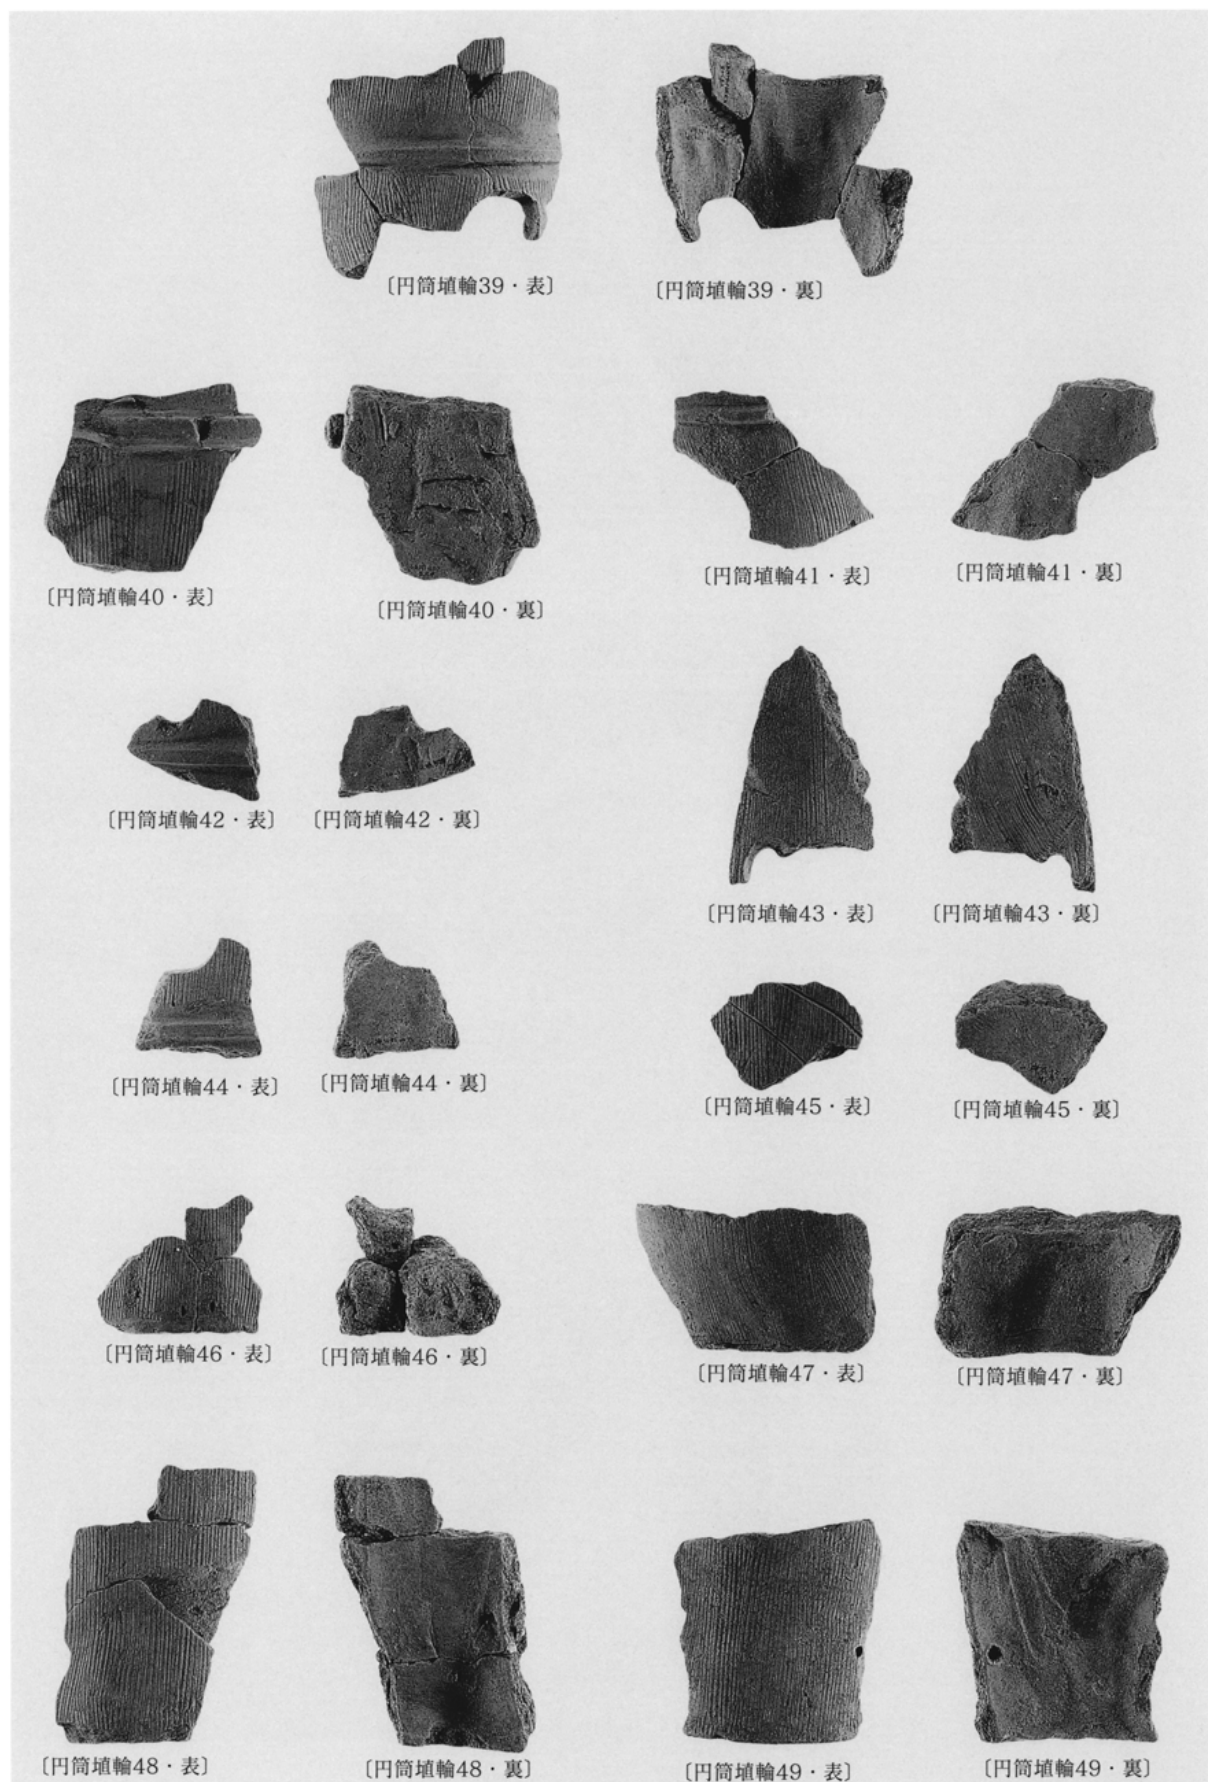 〔円筒埴輪39・表〕
〔円筒埴輪39・裏〕
〔円筒埴輪40・表〕
〔円筒埴輪40・裏〕
〔円筒埴輪41・表〕
〔円筒埴輪41・裏〕
〔円筒埴輪42・表〕
〔円筒埴輪42・裏〕
〔円筒埴輪43・表〕
〔円筒埴輪43・裏〕
〔円筒埴輪44・表〕
〔円筒埴輪44・裏〕
〔円筒埴輪45・表〕
〔円筒埴輪45・裏〕
〔円筒埴輪46・表〕
〔円筒埴輪46・裏〕
〔円筒埴輪47・表〕
〔円筒埴輪47・裏〕
〔円筒埴輪48・表〕
〔円筒埴輪48・裏〕
〔円筒埴輪49・表〕
〔円筒埴輪49・裏〕